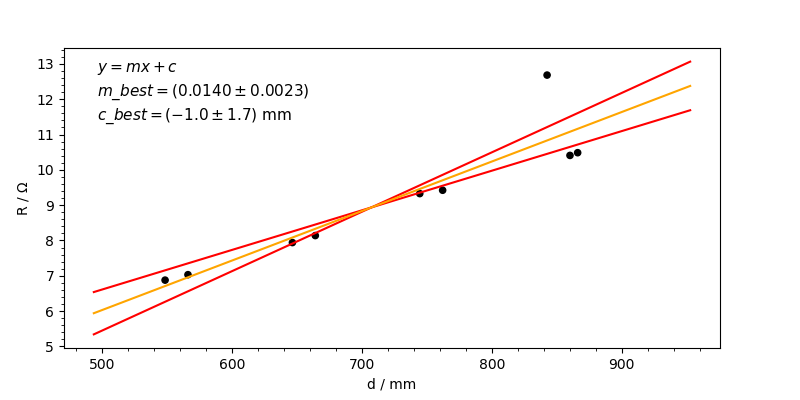 y = mx + c
m_best = (0.0140 ± 0.0023)
c_best = (−1.0 ± 1.7) mm
13
12
11
10
9
8
7
6
5
R / Ω
500
600
700
800
900
d / mm